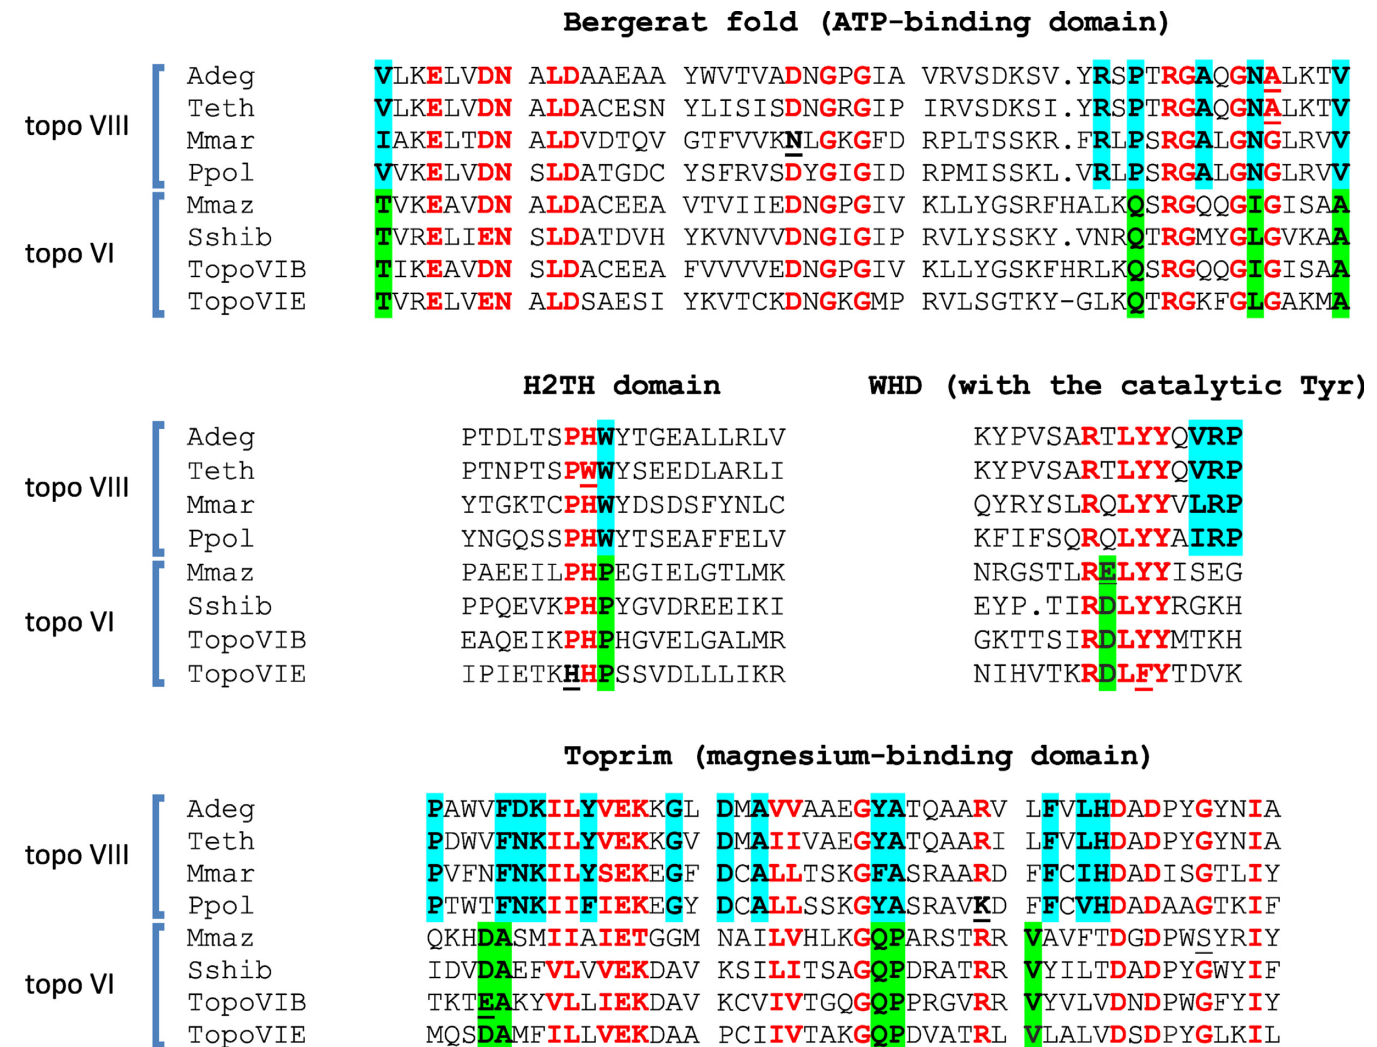 Bergerat fold (ATP-binding domain)
topo VIII
Adeg VLKELVDN ALDAAEAA YWVTVADNGPGIA VRVSDKSV.YRSPTRGAQGNALKTV
Teth VLKELVDN ALDACESN YLISISDNGRGIP IRVSDKSI.YRSPTRGAQGNALKTV
Mmar IAKELTDN ALDVDTQV GTFVVKNLGKGFD RPLTSSKR.FRLPSRGALGNGLRVV
Ppol VVKELVDN SLDATGDC YSFRVSDYGIGID RPMISSKL.VRLPSRGALGNGLRVV
topo VI
Mmaz TVKEAVDN ALDACEEA VTVIIEDNGPGIV KLLYGSRFHALKQSRGQQGIGISAA
Sshib TVRELIEN SLDATDVH YKVNVVDNGIGIP RVLYSSKY.VNRQTRGMYGLGVKAA
TopoVIB TIKEAVDN SLDACEEA FVVVVEDNGPGIV KLLYGSKFHRLKQSRGQQGIGISAA
TopoVIE TVRELVEN ALDSAESI YKVTCKDNGKGMP RVLSGTKY-GLKQTRGKFGLGAKMA
H2TH domain WHD (with the catalytic Tyr)
topo VIII
Adeg PTDLTSPHWYTGEALLRLV KYPVSARTLYYQVRP
Teth PTNPTSPWWYSEEDLARLI KYPVSARTLYYQVRP
Mmar YTGKTCPHWYDSDSFYNLC QYRYSLRQLYYVLRP
Ppol YNGQSSPHWYTSEAFFELV KFIFSQRQLYYAIRP
topo VI
Mmaz PAEEILPHPEGIELGTLMK NRGSTLRELYYISEG
Sshib PPQEVKPHPYGVDREEIKI EYP.TIRDLYYRGKH
TopoVIB EAQEIKPHPHGVELGALMR GKTTSIRDLYYMTKH
TopoVIE IPIETKHHPSSVDLLLIKR NIHVTKRDLFYTDVK
Toprim (magnesium-binding domain)
topo VIII
Adeg PAWVFDKILYVEKKGL DMAVVAAEGYATQAARV LFVLHDADPYGYNIA
Teth PDWVFNKILYVEKKGV DMAIIVAEGYATQAARI LFVLHDADPYGYNIA
Mmar PVFNFNKILYSEKEGF DCALLTSKGFASRAARD FFCIHDADISGTLIY
Ppol PTWTFNKIIFIEKEGY DCALLSSKGYASRAVKD FFCVHDADAAGTKIF
topo VI
Mmaz QKHDASMIIAIETGGM NAILVHLKGQPARSTRR VAVFTDGDPWSYRIY
Sshib IDVDAEFVLVVEKDAV KSILITSAGQPDRATRR VYILTDADPYGWYIF
TopoVIB TKTEAKYVLLIEKDAV KCVIVTGQGQPPRGVRR VYVLVDNDPWGFYIY
TopoVIE MQSDAMFILLVEKDAA PCIIVTAKGQPDVATRL VLALVDSDPYGLKIL